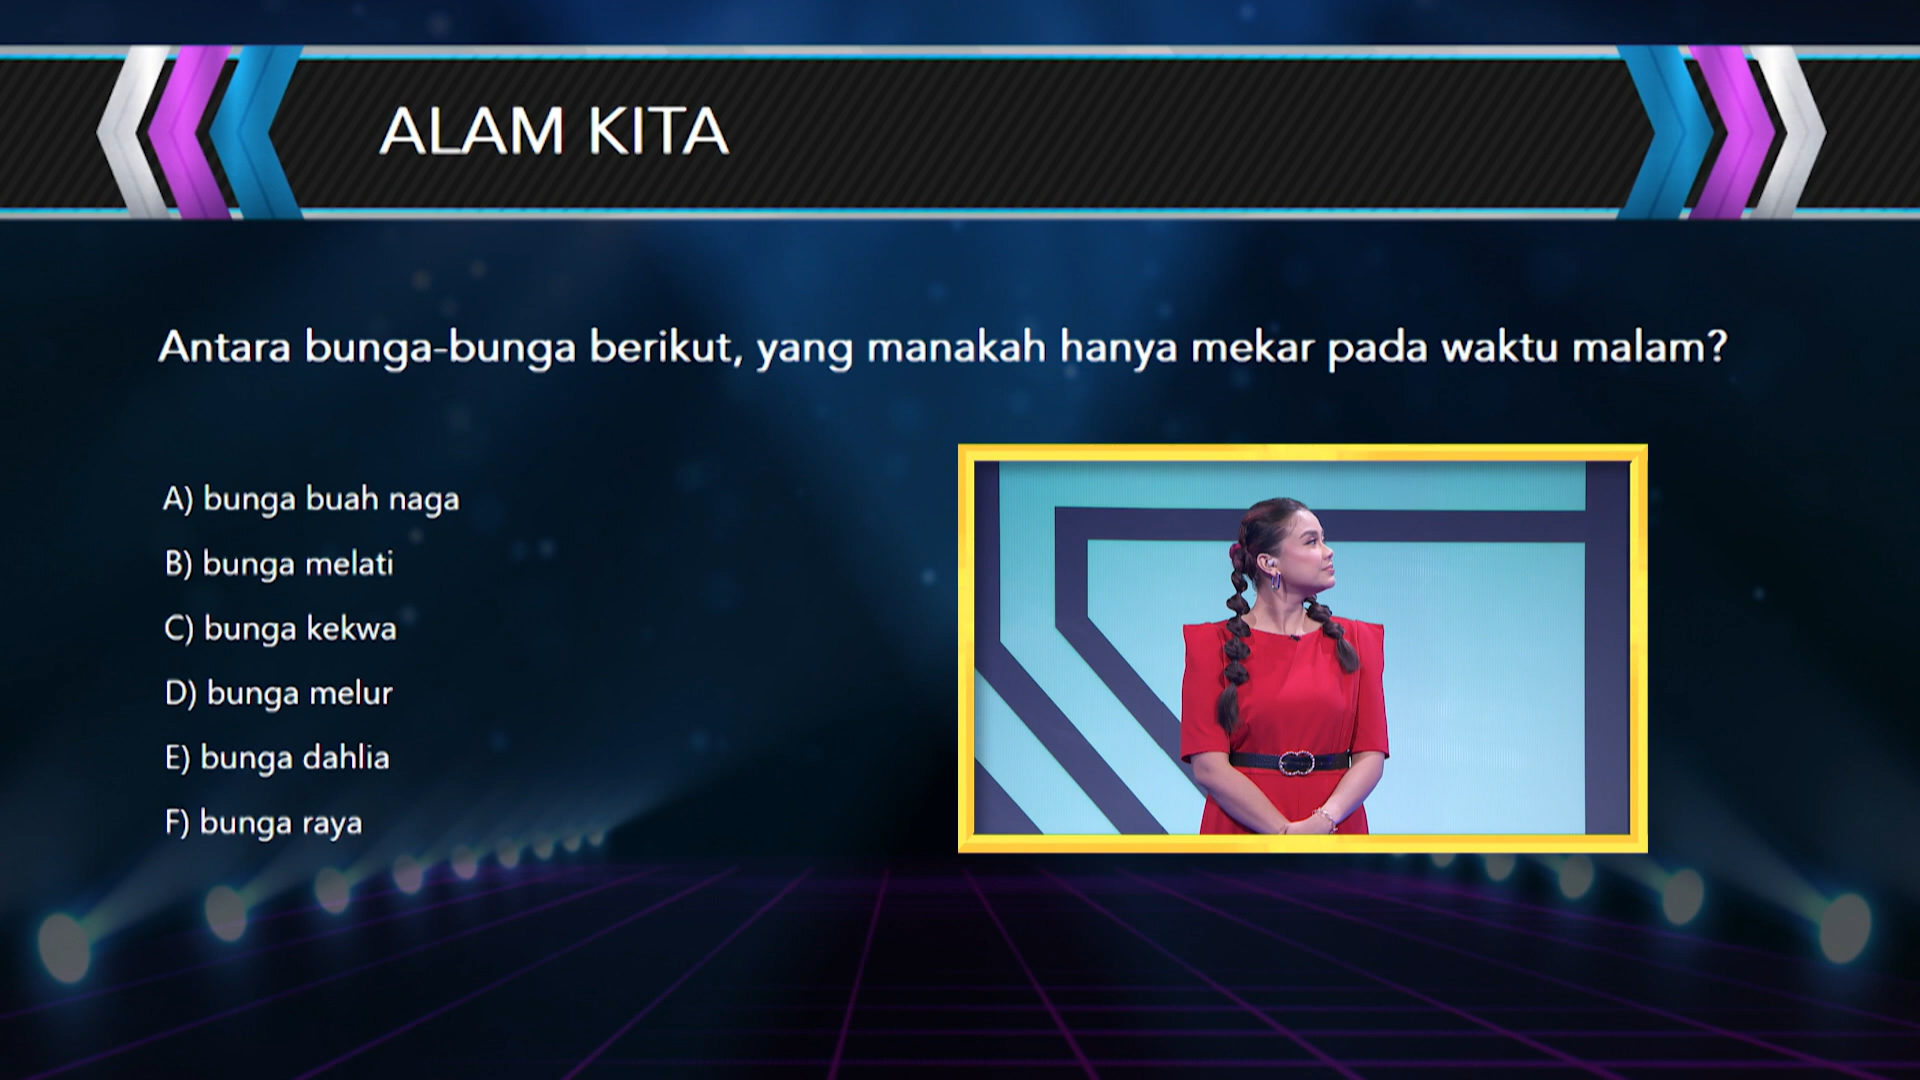 ALAM KITA
Antara bunga-bunga berikut, yang manakah hanya mekar pada waktu malam?
A) bunga buah naga
B) bunga melati
C) bunga kekwa
D) bunga melur
E) bunga dahlia
F) bunga raya